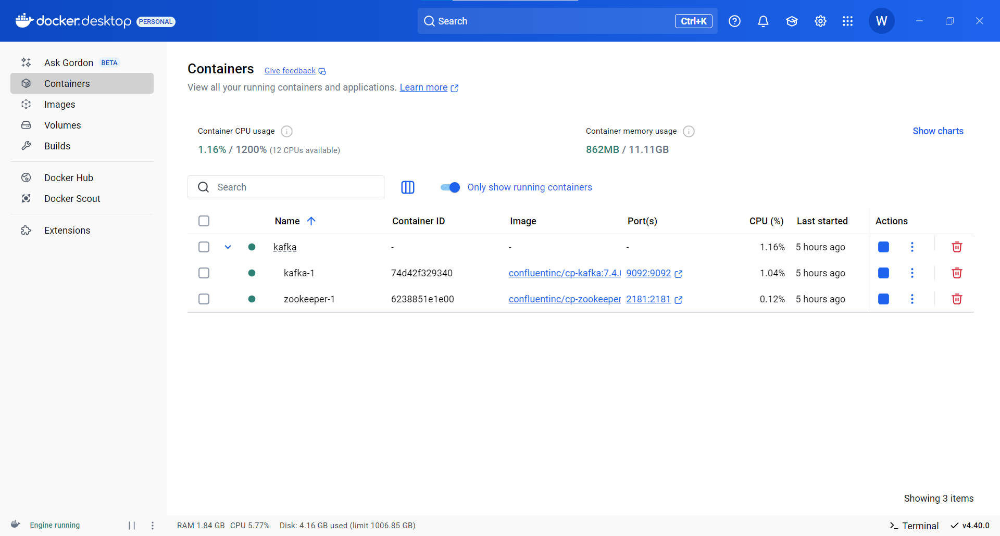 docker.desktop PERSONAL
Search
Ctrl+K
W
Ask Gordon BETA
Containers
Images
Volumes
Builds
Docker Hub
Docker Scout
Extensions
Containers Give feedback
View all your running containers and applications. Learn more
Container CPU usage
1.16% / 1200% (12 CPUs available)
Container memory usage
862MB / 11.11GB
Show charts
Search
Only show running containers
Name Container ID Image Port(s) CPU (%) Last started Actions
kafka - - - 1.16% 5 hours ago
kafka-1 74d42f329340 confluentinc/cp-kafka:7.4. 9092:9092 1.04% 5 hours ago
zookeeper-1 6238851e1e00 confluentinc/cp-zookeeper 2181:2181 0.12% 5 hours ago
Showing 3 items
Engine running
RAM 1.84 GB CPU 5.77% Disk: 4.16 GB used (limit 1006.85 GB)
Terminal
v4.40.0